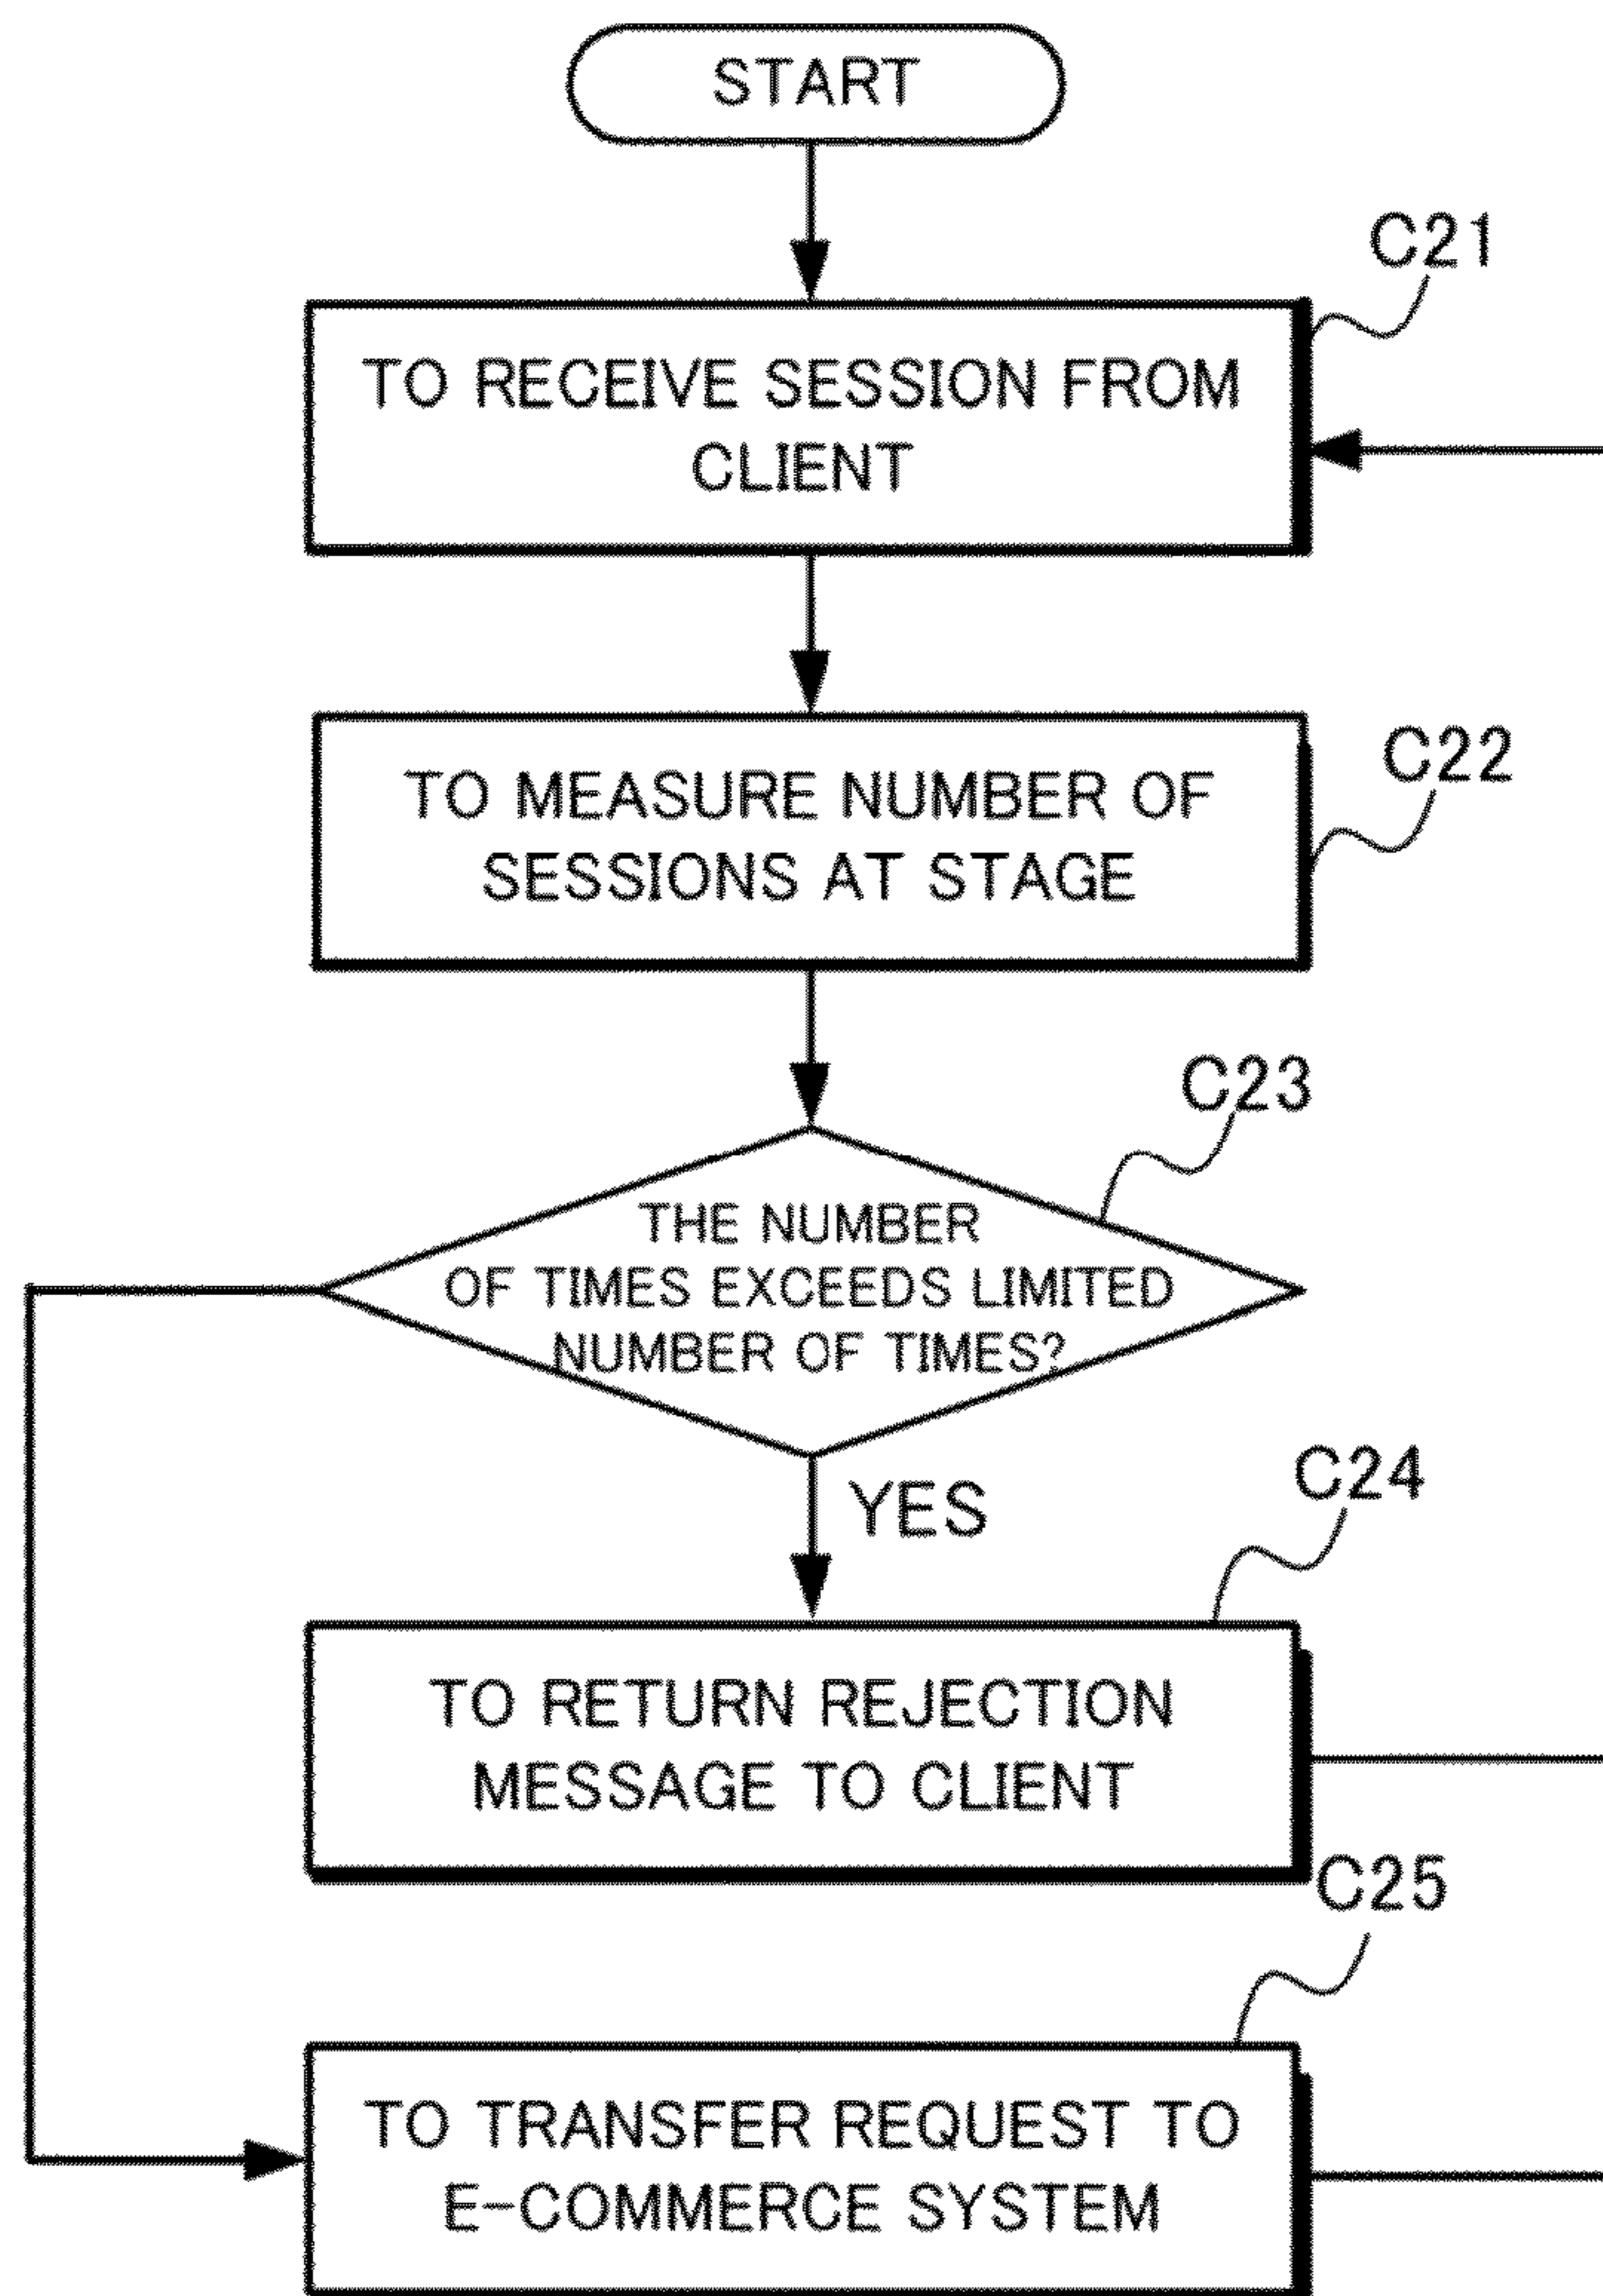 START
C21
TO RECEIVE SESSION FROM
CLIENT
C22
TO MEASURE NUMBER OF
SESSIONS AT STAGE
C23
THE NUMBER
OF TIMES EXCEEDS LIMITED
NUMBER OF TIMES?
YES
C24
TO RETURN REJECTION
MESSAGE TO CLIENT
C25
TO TRANSFER REQUEST TO
E-COMMERCE SYSTEM